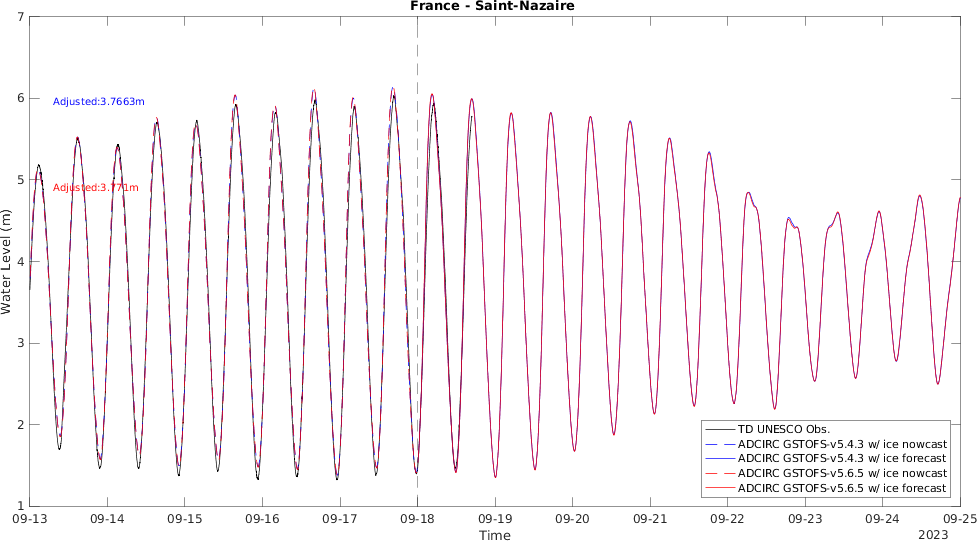 France - Saint-Nazaire
7
6
5
4
3
2
1
Water Level (m)
Adjusted:3.7663m
Adjusted:3.771m
TD UNESCO Obs.
ADCIRC GSTOFS-v5.4.3 w/ ice nowcast
ADCIRC GSTOFS-v5.4.3 w/ ice forecast
ADCIRC GSTOFS-v5.6.5 w/ ice nowcast
ADCIRC GSTOFS-v5.6.5 w/ ice forecast
09-13 09-14 09-15 09-16 09-17 09-18 09-19 09-20 09-21 09-22 09-23 09-24 09-25
Time
2023